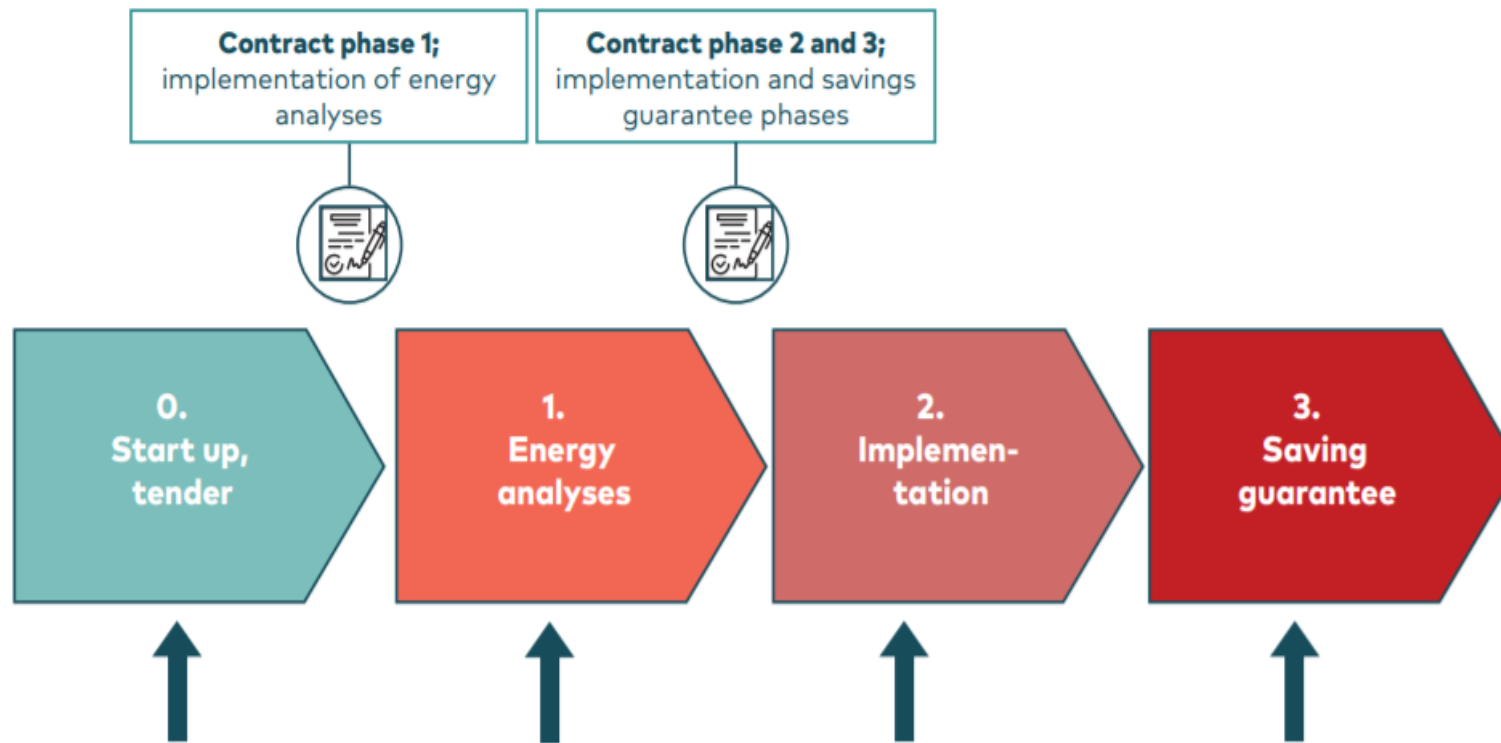 Contract phase 1;
implementation of energy
analyses
Contract phase 2 and 3;
implementation and savings
guarantee phases
0.
Start up,
tender
1.
Energy
analyses
2.
Implemen-
tation
3.
Saving
guarantee